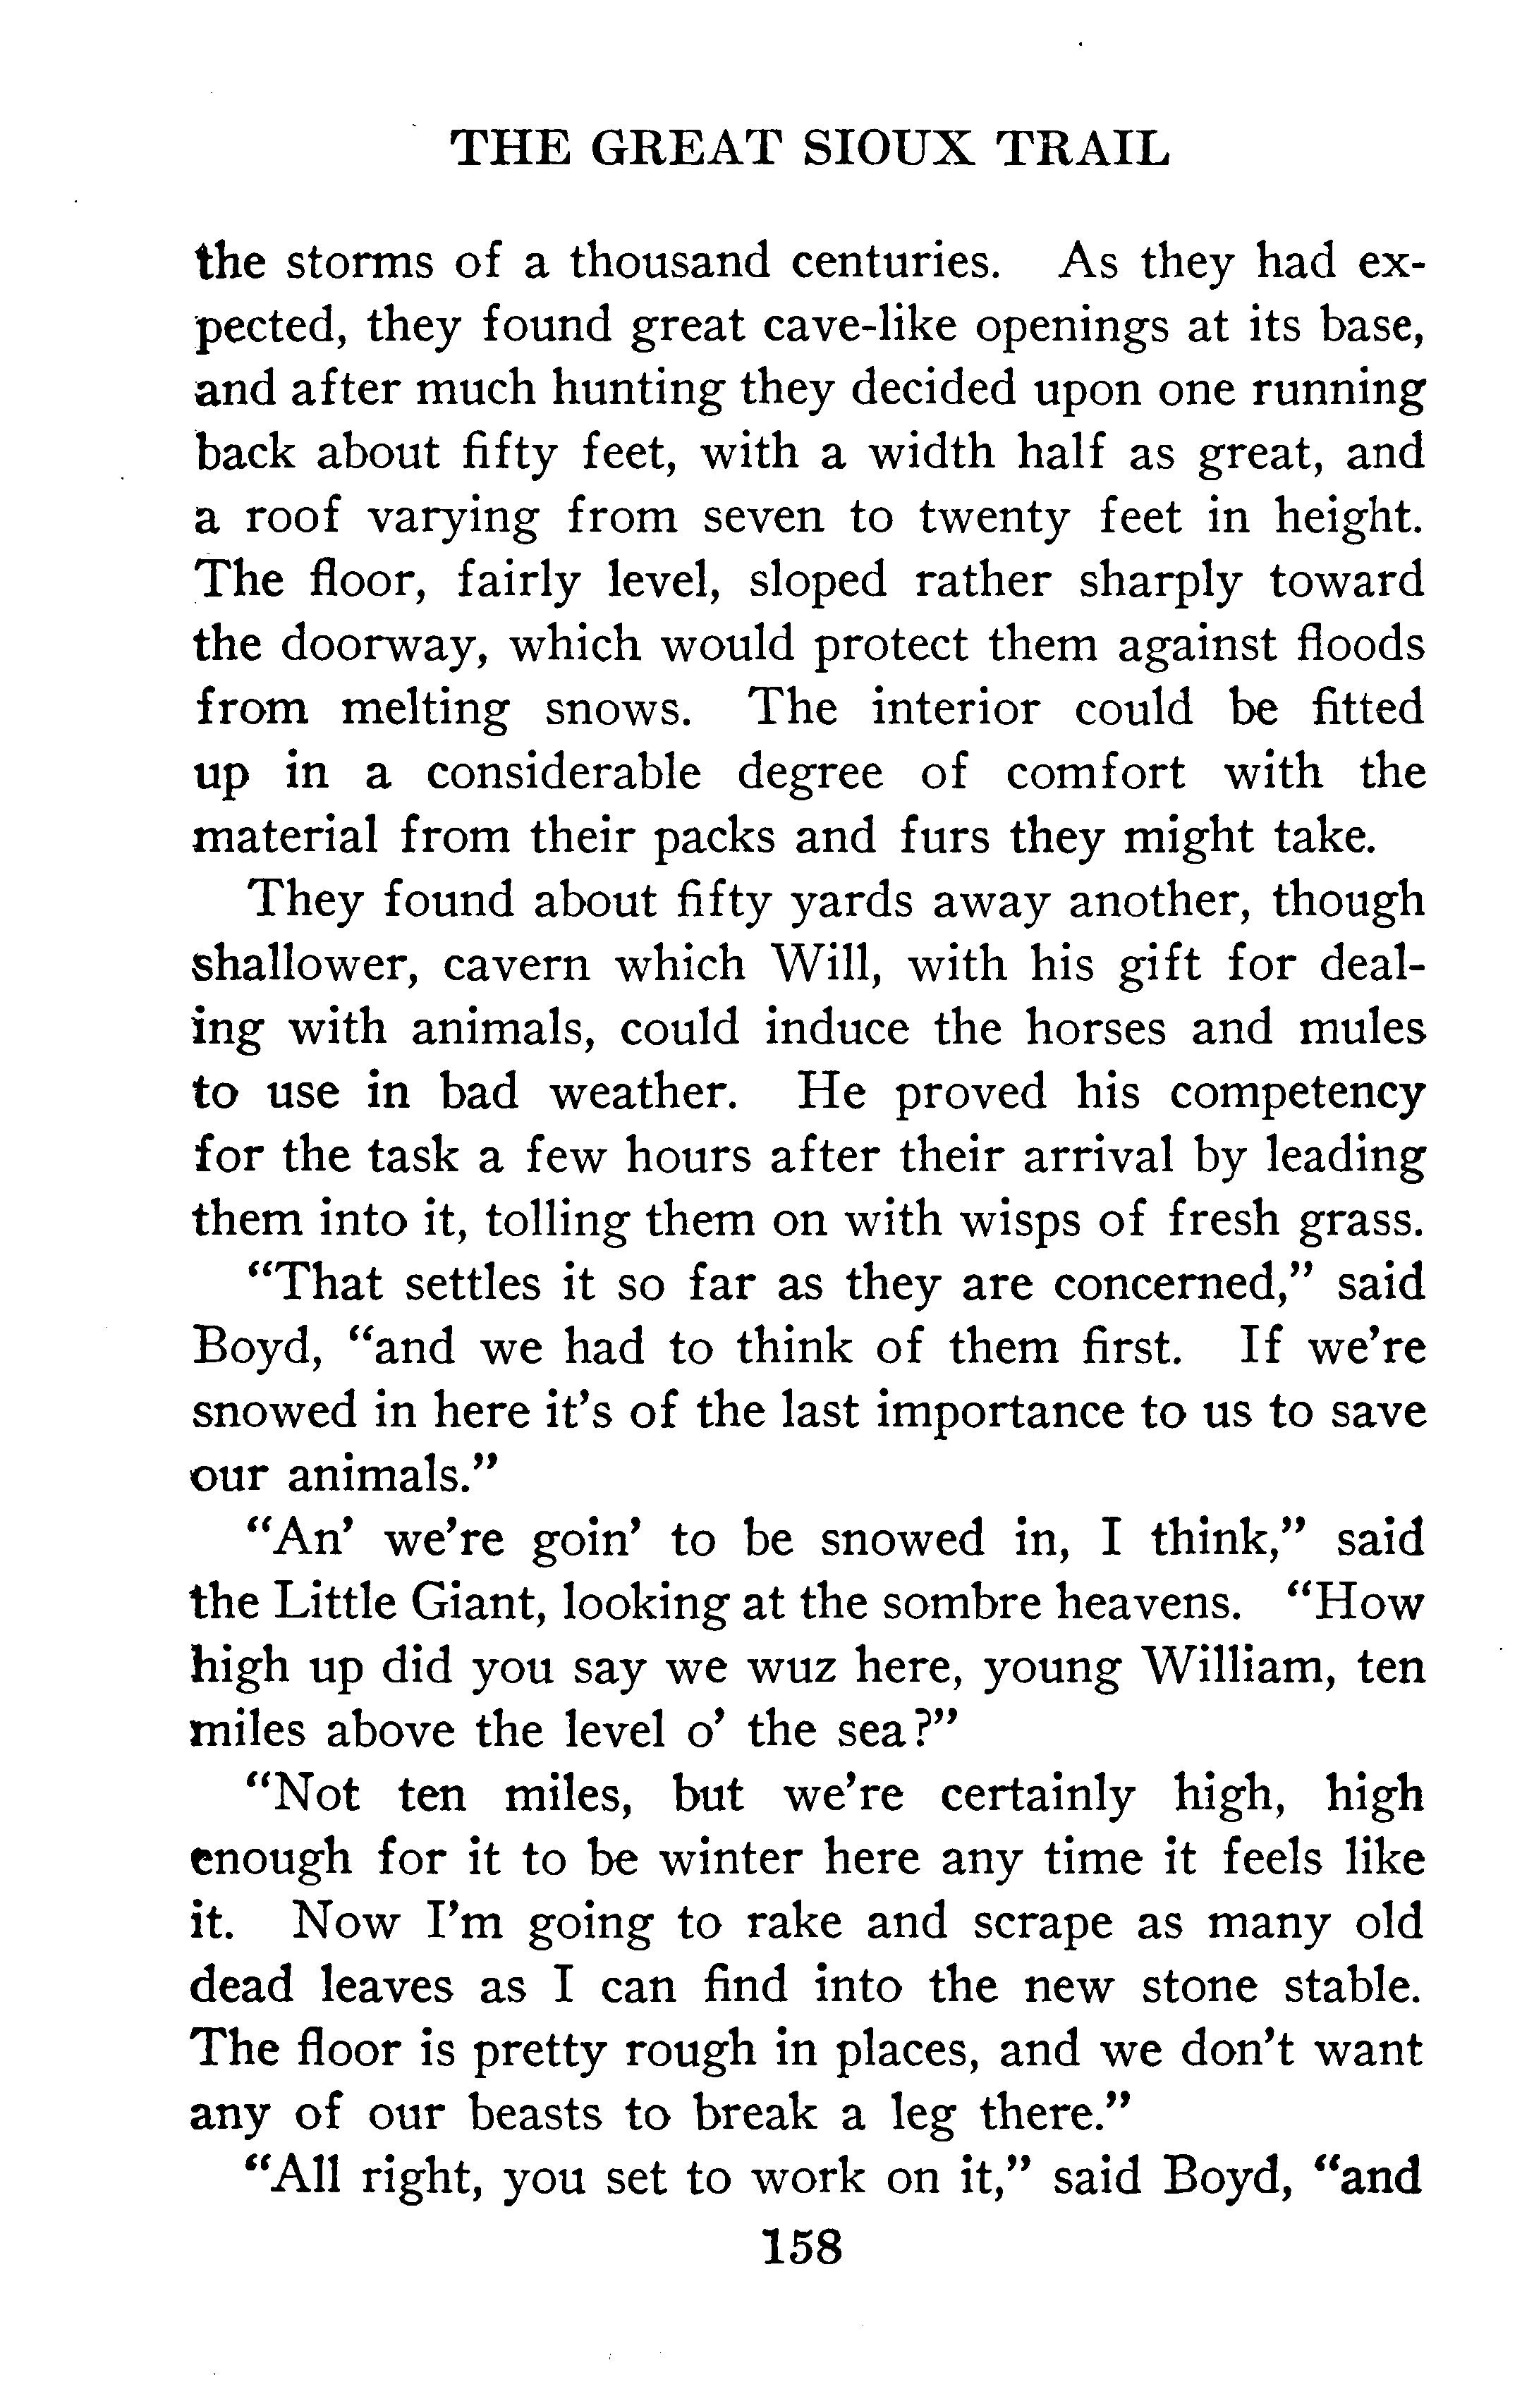 THE GREAT SIOUX TRAIL
the storms of a thousand centuries. As they had ex-
pected, they found great cave-like openings at its base,
and after much hunting they decided upon one running
back about fifty feet, with a width half as great, and
a roof varying from seven to twenty feet in height.
The floor, fairly level, sloped rather sharply toward
the doorway, which would protect them against floods
from melting snows. The interior could be fitted
up in a considerable degree of comfort with the
material from their packs and furs they might take.
They found about fifty yards away another, though
shallower, cavern which Will, with his gift for deal-
ing with animals, could induce the horses and mules
to use in bad weather. He proved his competency
for the task a few hours after their arrival by leading
them into it, tolling them on with wisps of fresh grass.
“That settles it so far as they are concerned,” said
Boyd, “and we had to think of them first. If we’re
snowed in here it’s of the last importance to us to save
our animals.”
“An’ we’re goin’ to be snowed in, I think,” said
the Little Giant, looking at the sombre heavens. “How
high up did you say we wuz here, young William, ten
miles above the level o’ the sea?”
“Not ten miles, but we’re certainly high, high
enough for it to be winter here any time it feels like
it. Now I’m going to rake and scrape as many old
dead leaves as I can find into the new stone stable.
The floor is pretty rough in places, and we don’t want
any of our beasts to break a leg there.”
“All right, you set to work on it,” said Boyd, “and
158